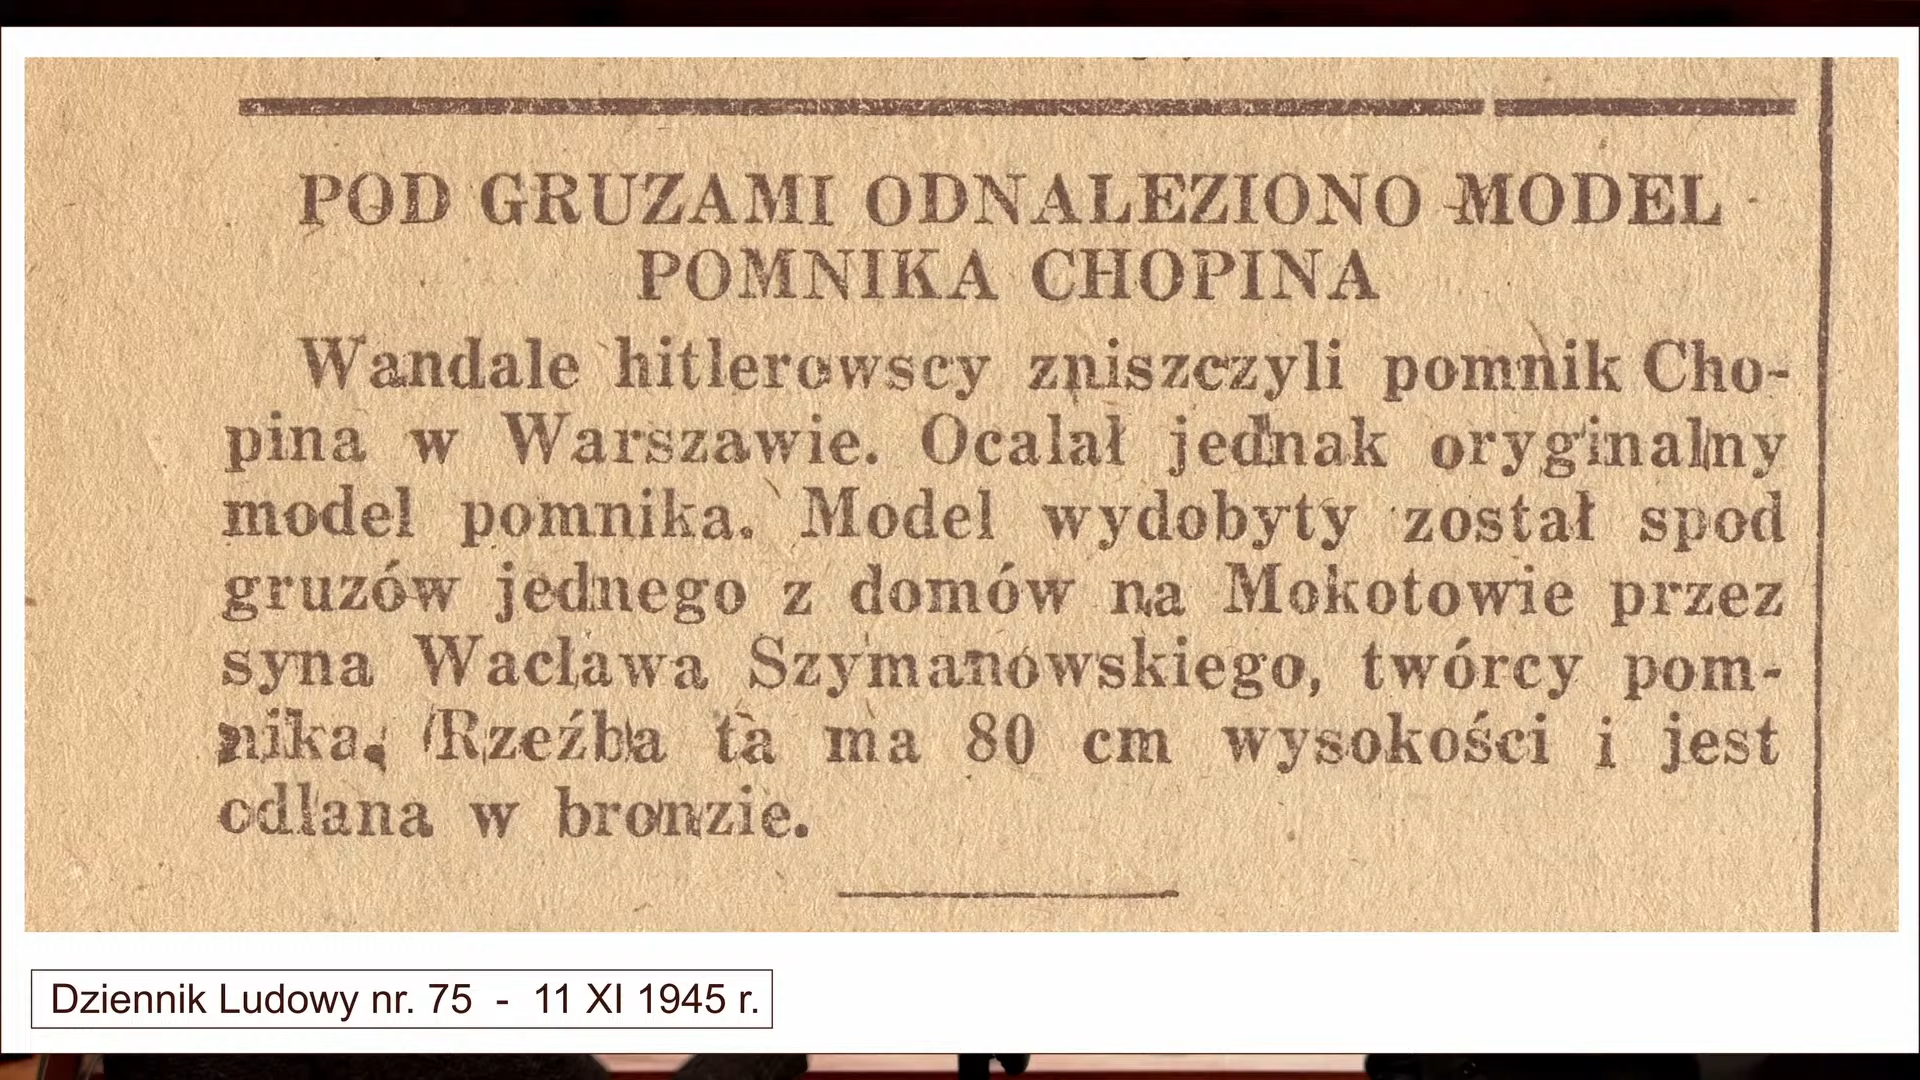 POD GRUZAMI ODNALEZIONO MODEL
POMNIKA CHOPINA
Wandale hitlerowscy zniszczyli pomnik Cho-
pina w Warszawie. Ocalał jednak oryginalny
model pomnika. Model wydobyty został spod
gruzów jednego z domów na Mokotowie przez
syna Wacława Szymanowskiego, twórcy pom-
nika. Rzeźba ta ma 80 cm wysokości i jest
odlana w bronzie.
Dziennik Ludowy nr. 75 - 11 XI 1945 r.